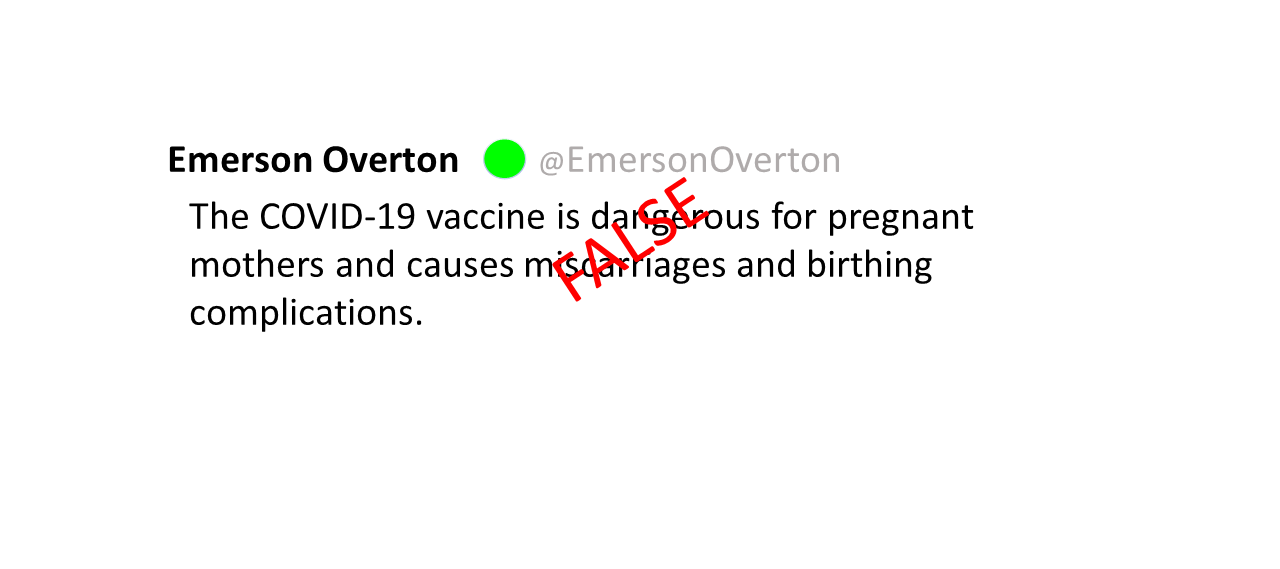 Emerson Overton @EmersonOverton
The COVID-19 vaccine is dangerous for pregnant
mothers and causes miscarriages and birthing
complications.
FALSE